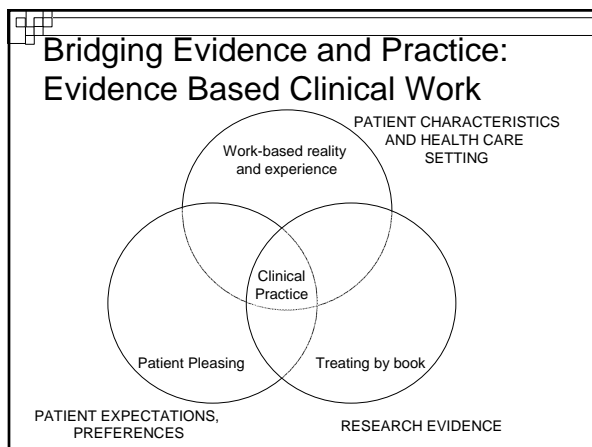 Bridging Evidence and Practice:
Evidence Based Clinical Work
PATIENT CHARACTERISTICS
AND HEALTH CARE
SETTING
Work-based reality
and experience
Clinical
Practice
Patient Pleasing
Treating by book
PATIENT EXPECTATIONS,
PREFERENCES
RESEARCH EVIDENCE